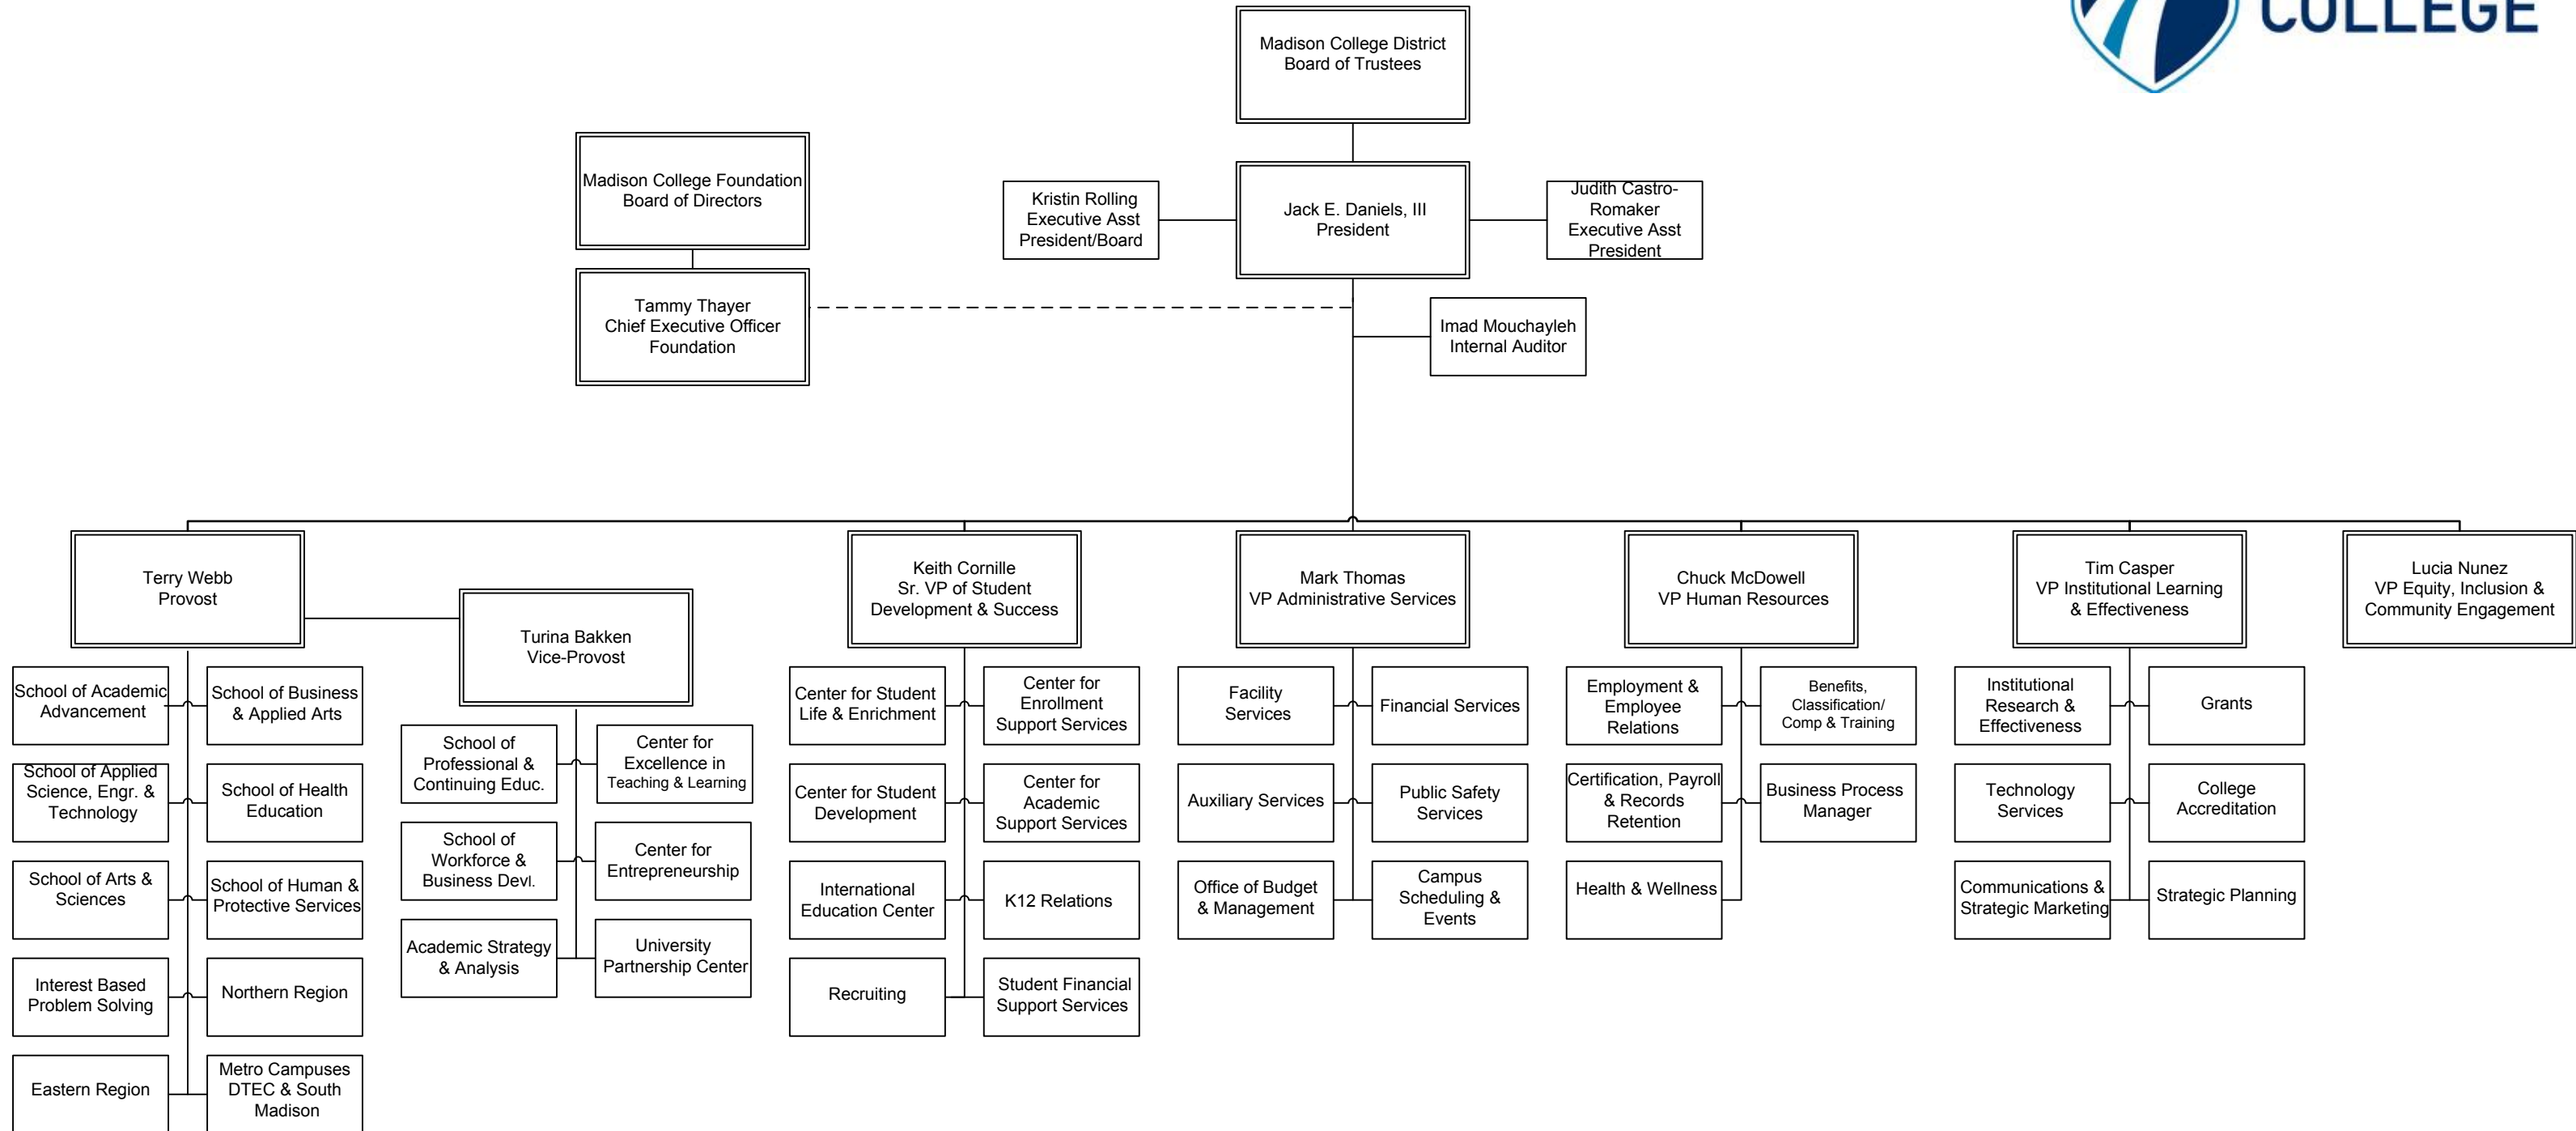 COLLEGE
Madison College District
Board of Trustees
Madison College Foundation
Board of Directors
Kristin Rolling
Executive Asst
President/Board
Jack E. Daniels, III
President
Judith Castro-
Romaker
Executive Asst
President
Tammy Thayer
Chief Executive Officer
Foundation
Imad Mouchayleh
Internal Auditor
Terry Webb
Provost
Turina Bakken
Vice-Provost
Keith Cornille
Sr. VP of Student
Development & Success
Mark Thomas
VP Administrative Services
Chuck McDowell
VP Human Resources
Tim Casper
VP Institutional Learning
& Effectiveness
Lucia Nunez
VP Equity, Inclusion &
Community Engagement
School of Academic
Advancement
School of Business
& Applied Arts
School of Applied
Science, Engr. &
Technology
School of Health
Education
School of Arts &
Sciences
School of Human &
Protective Services
Interest Based
Problem Solving
Northern Region
Eastern Region
Metro Campuses
DTEC & South
Madison
School of
Professional &
Continuing Educ.
Center for
Excellence in
Teaching & Learning
School of
Workforce &
Business Devl.
Center for
Entrepreneurship
Academic Strategy
& Analysis
University
Partnership Center
Center for Student
Life & Enrichment
Center for
Enrollment
Support Services
Center for Student
Development
Center for
Academic
Support Services
International
Education Center
K12 Relations
Recruiting
Student Financial
Support Services
Facility
Services
Financial Services
Auxiliary Services
Public Safety
Services
Office of Budget
& Management
Campus
Scheduling &
Events
Employment &
Employee
Relations
Benefits,
Classification/
Comp & Training
Certification, Payroll
& Records
Retention
Business Process
Manager
Health & Wellness
Institutional
Research &
Effectiveness
Grants
Technology
Services
College
Accreditation
Communications &
Strategic Marketing
Strategic Planning